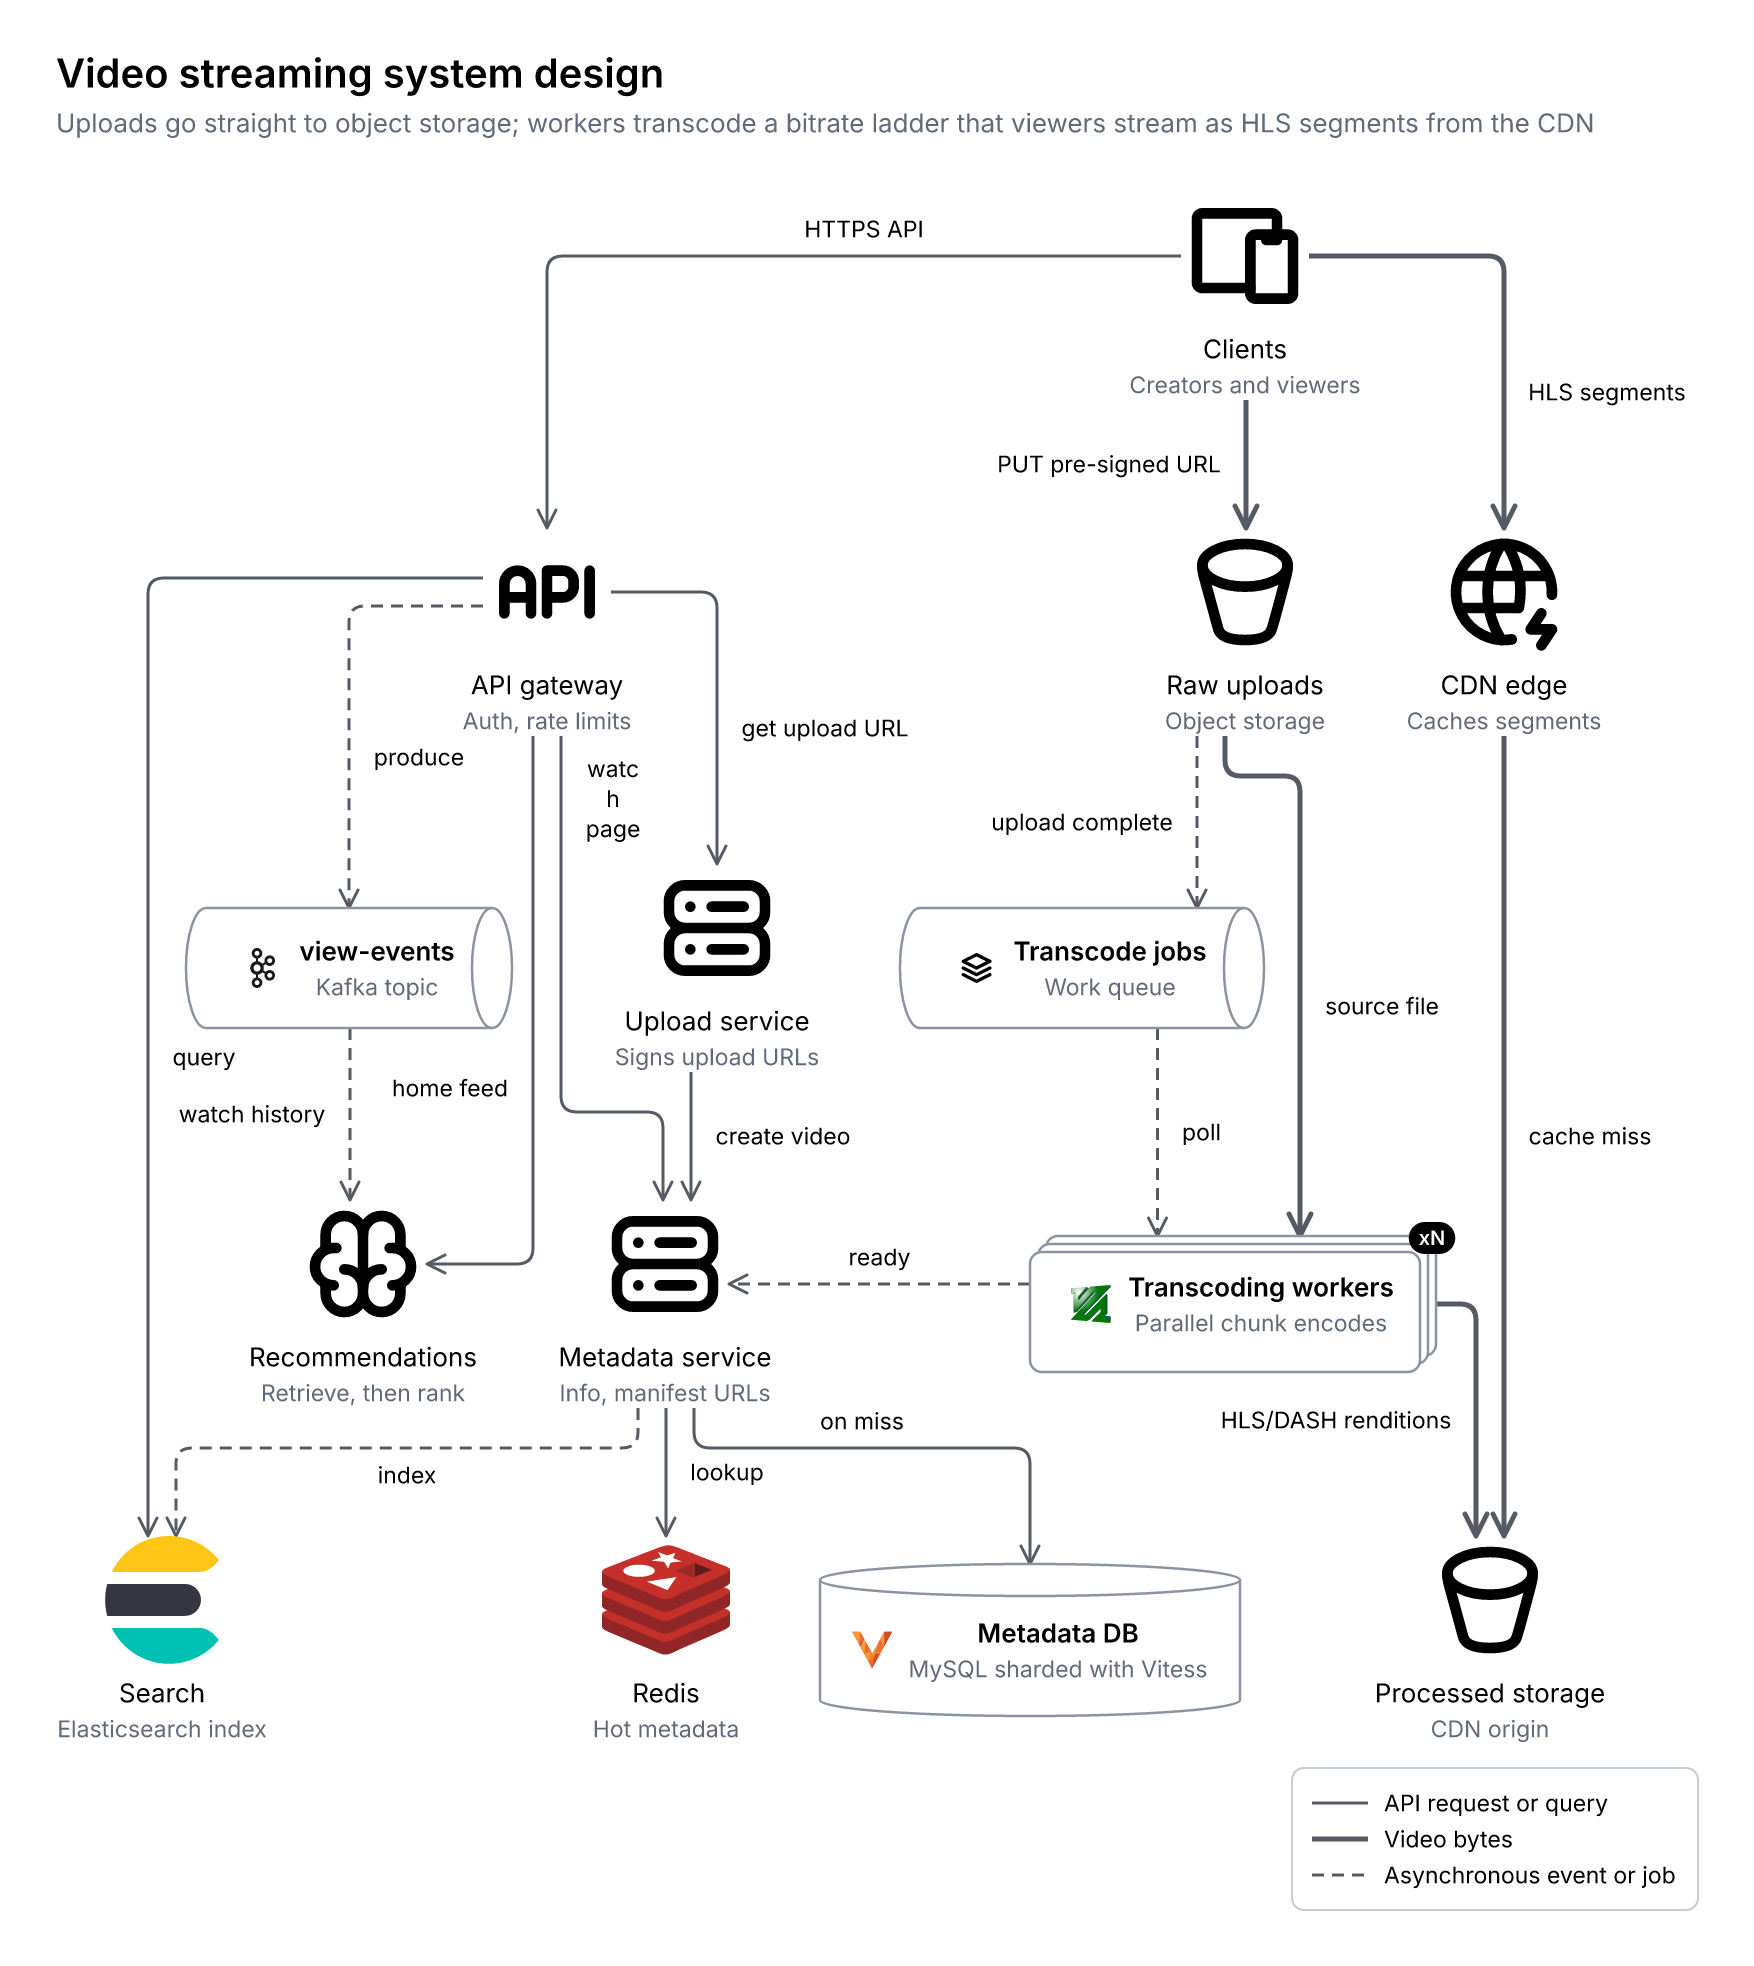 Video streaming system design
Uploads go straight to object storage; workers transcode a bitrate ladder that viewers stream as HLS segments from the CDN
HTTPS API
Clients
Creators and viewers
HLS segments
PUT pre-signed URL
API
API gateway
Auth, rate limits
Raw uploads
Object storage
CDN edge
Caches segments
get upload URL
produce
watc
h
page
upload complete
view-events
Kafka topic
Transcode jobs
Work queue
source file
Upload service
Signs upload URLs
query
home feed
watch history
create video
poll
cache miss
xN
ready
Transcoding workers
Parallel chunk encodes
Recommendations
Retrieve, then rank
Metadata service
Info, manifest URLs
on miss
HLS/DASH renditions
index
lookup
Metadata DB
MySQL sharded with Vitess
Search
Elasticsearch index
Redis
Hot metadata
Processed storage
CDN origin
API request or query
Video bytes
Asynchronous event or job